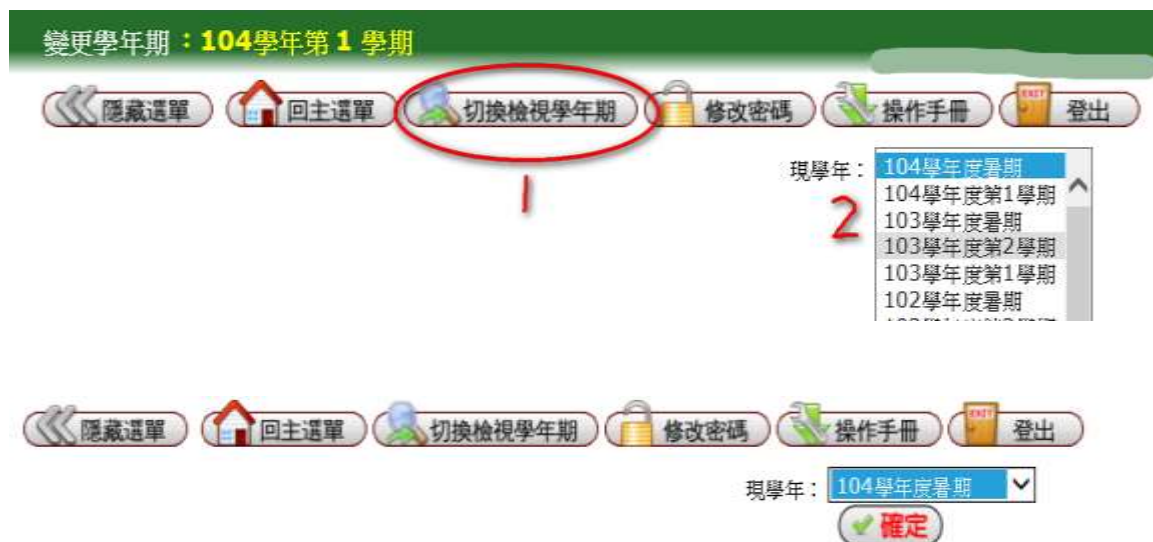 變更學年期：104學年第 1 學期
隱藏選單 回主選單 切換檢視學年期 修改密碼 操作手冊 EXIT 登出
1
現學年： 104學年度暑期
104學年度第1學期
2
103學年度暑期
103學年度第2學期
103學年度第1學期
102學年度暑期
隱藏選單 回主選單 切換檢視學年期 修改密碼 操作手冊 EXIT 登出
現學年： 104學年度暑期
確定